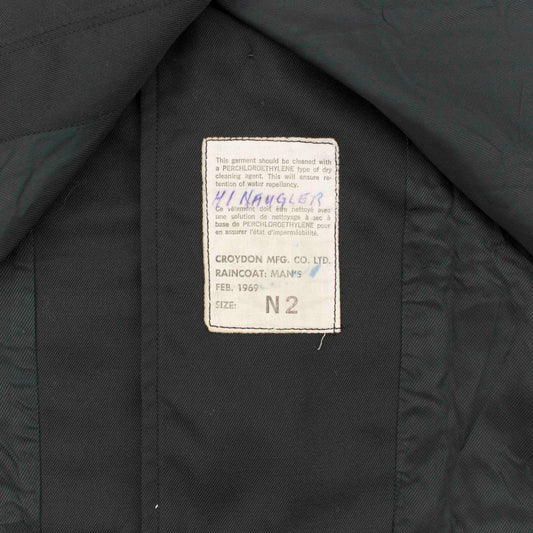 This garment should be cleaned with
a PERCHLOROETHYLENE type of dry
cleaning agent. This will ensure re-
tention of water repellancy.
HI NAUGLER
Ce vêtement doit être nettoyé avec
une solution de nettoyage à sec à
base de PERCHLOROETHYLENE pour
en assurer l'état d'imperméabilité.
CROYDON MFG. CO. LTD.
RAINCOAT: MAN'S
FEB. 1969
SIZE: N2